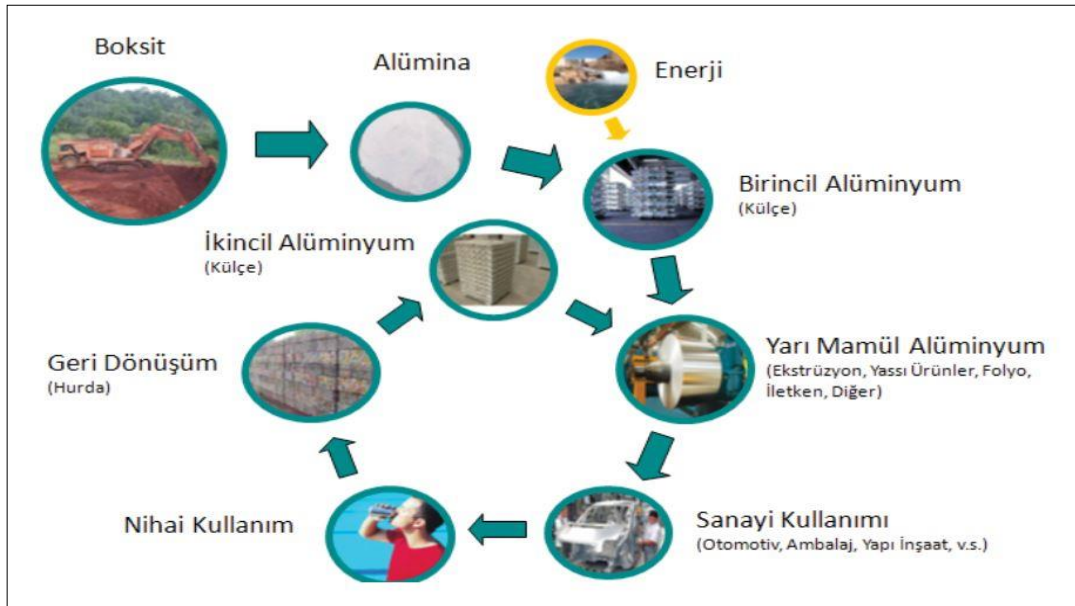 Boksit
Alümina
Enerji
Birincil Alüminyum
(Külçe)
İkincil Alüminyum
(Külçe)
Yarı Mamül Alüminyum
(Ekstrüzyon, Yassı Ürünler, Folyo,
İletken, Diğer)
Geri Dönüşüm
(Hurda)
Sanayi Kullanımı
(Otomotiv, Ambalaj, Yapı İnşaat, v.s.)
Nihai Kullanım